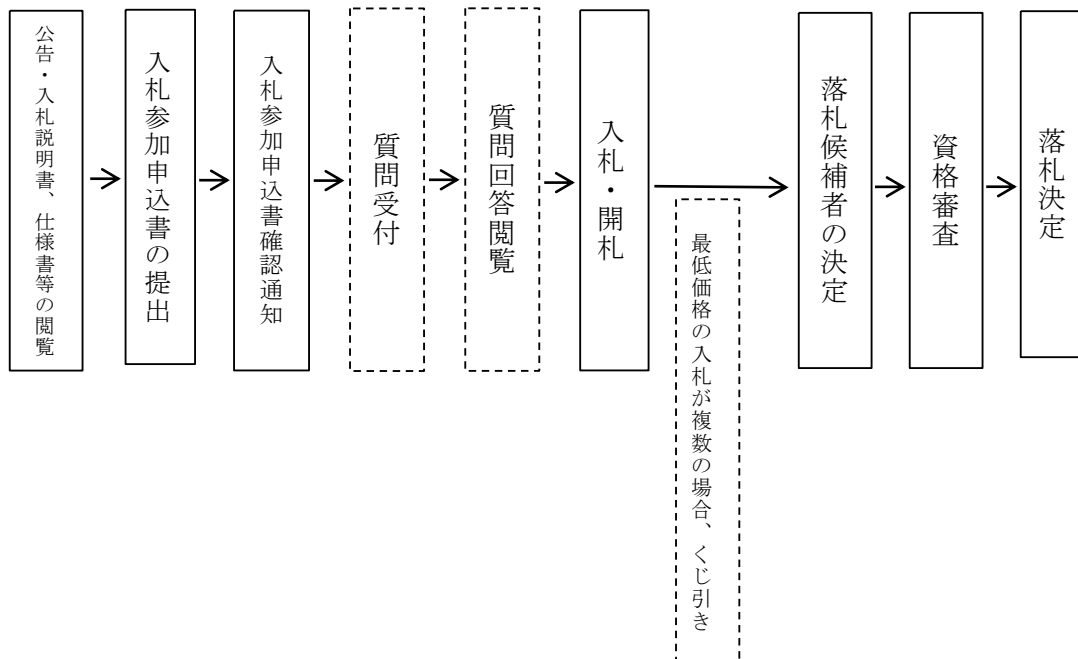 公告・入札説明書、仕様書等の閲覧
入札参加申込書の提出
入札参加申込書確認通知
質問受付
質問回答閲覧
入札・開札
最低価格の入札が複数の場合、くじ引き
落札候補者の決定
資格審査
落札決定